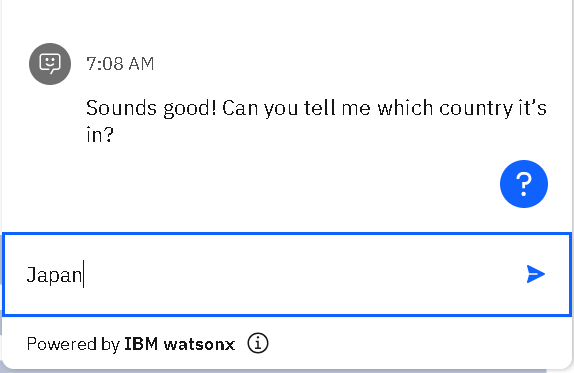 7:08 AM
Sounds good! Can you tell me which country it's
in?
?
Japan
Powered by IBM watsonx